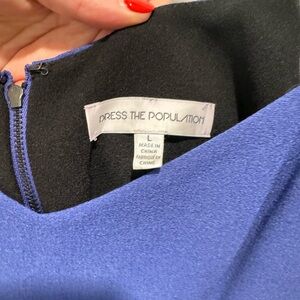 DRESS THE POPULATION
L
MADE IN
CHINA
FABRIQUÉ EN
CHINE